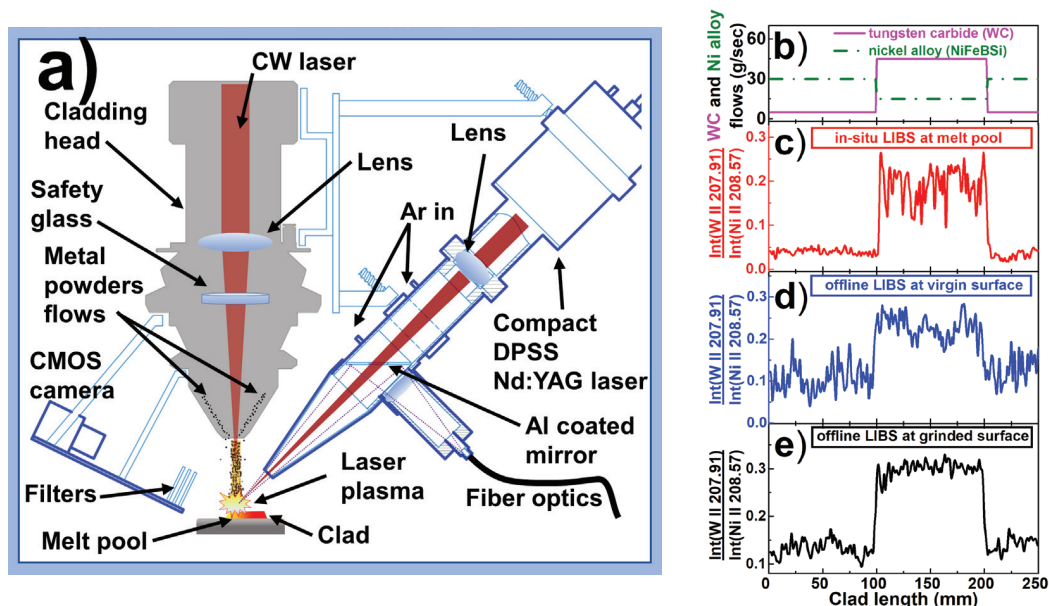 a)
CW laser
Cladding
head
Lens
Safety
glass
Metal
powders
flows
CMOS
camera
Filters
Melt pool
Clad
Laser
plasma
Lens
Ar in
Compact
DPSS
Nd:YAG laser
Al coated
mirror
Fiber optics
b)
tungsten carbide (WC)
nickel alloy (NiFeBSi)
WC and Ni alloy
flows (g/sec)
60
30
0
c)
in-situ LIBS at melt pool
Int(W II 207.91)
Int(Ni II 208.57)
0.3
0.2
0.1
0.0
d)
offline LIBS at virgin surface
Int(W II 207.91)
Int(Ni II 208.57)
0.3
0.2
0.1
0.0
e)
offline LIBS at grinded surface
Int(W II 207.91)
Int(Ni II 208.57)
0.3
0.2
0.1
0 50 100 150 200 250
Clad length (mm)